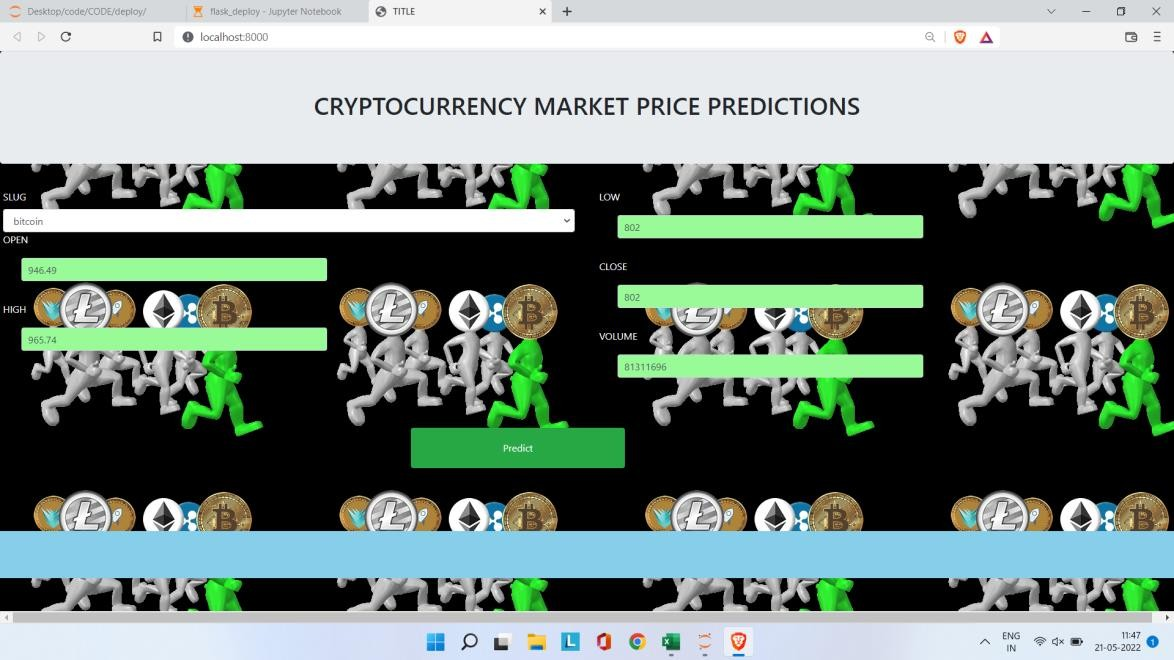 Desktop/code/CODE/deploy/
flask_deploy - Jupyter Notebook
TITLE
localhost:8000
CRYPTOCURRENCY MARKET PRICE PREDICTIONS
SLUG
bitcoin
OPEN
946.49
HIGH
965.74
LOW
802
CLOSE
802
VOLUME
81311696
Predict
ENG
IN
11:47
21-05-2022
1